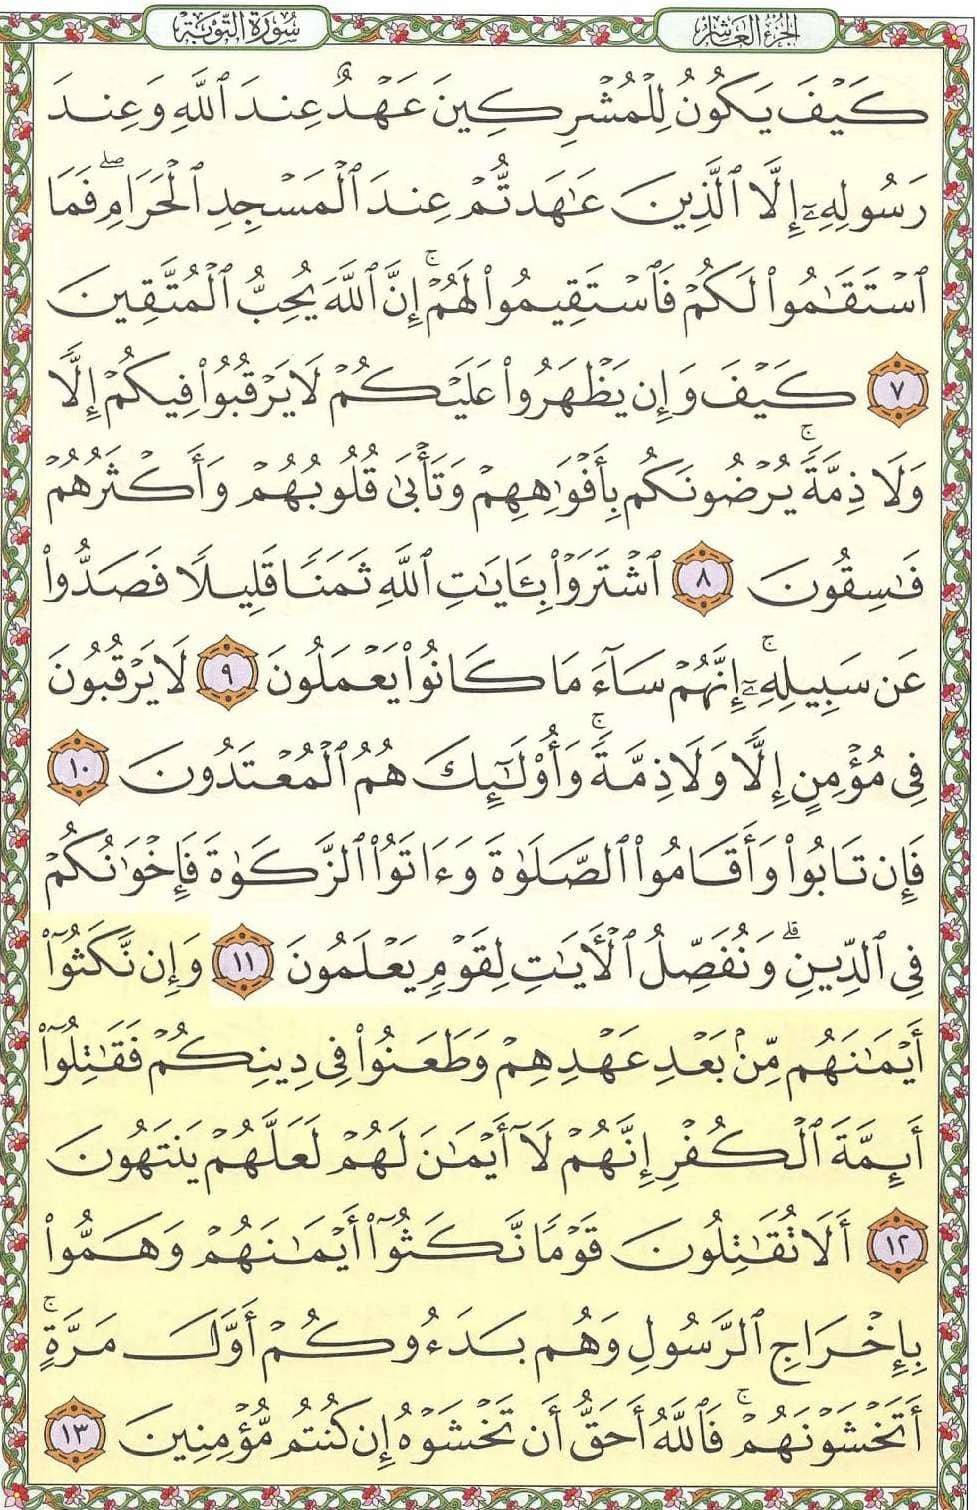 الجزء العاشر
سورة التوبة
كَيْفَ يَكُونُ لِلْمُشْرِكِينَ عَهْدٌ عِندَ ٱللَّهِ وَعِندَ
رَسُولِهِۦٓ إِلَّا ٱلَّذِينَ عَٰهَدتُّمْ عِندَ ٱلْمَسْجِدِ ٱلْحَرَامِ ۖ فَمَا
ٱسْتَقَٰمُوا۟ لَكُمْ فَٱسْتَقِيمُوا۟ لَهُمْ ۚ إِنَّ ٱللَّهَ يُحِبُّ ٱلْمُتَّقِينَ
٧ كَيْفَ وَإِن يَظْهَرُوا۟ عَلَيْكُمْ لَا يَرْقُبُوا۟ فِيكُمْ إِلًّا
وَلَا ذِمَّةً ۚ يُرْضُونَكُم بِأَفْوَٰهِهِمْ وَتَأْبَىٰ قُلُوبُهُمْ وَأَكْثَرُهُمْ
فَٰسِقُونَ ٨ ٱشْتَرَوْا۟ بِـَٔايَٰتِ ٱللَّهِ ثَمَنًا قَلِيلًا فَصَدُّوا۟
عَن سَبِيلِهِۦٓ ۚ إِنَّهُمْ سَآءَ مَا كَانُوا۟ يَعْمَلُونَ ٩ لَا يَرْقُبُونَ
فِى مُؤْمِنٍ إِلًّا وَلَا ذِمَّةً ۚ وَأُو۟لَٰٓئِكَ هُمُ ٱلْمُعْتَدُونَ ١٠
فَإِن تَابُوا۟ وَأَقَامُوا۟ ٱلصَّلَوٰةَ وَءَاتَوُا۟ ٱلزَّكَوٰةَ فَإِخْوَٰنُكُمْ
فِى ٱلدِّينِ ۗ وَنُفَصِّلُ ٱلْـَٔايَٰتِ لِقَوْمٍ يَعْلَمُونَ ١١ وَإِن نَّكَثُوٓا۟
أَيْمَٰنَهُم مِّنۢ بَعْدِ عَهْدِهِمْ وَطَعَنُوا۟ فِى دِينِكُمْ فَقَٰتِلُوٓا۟
أَئِمَّةَ ٱلْكُفْرِ إِنَّهُمْ لَآ أَيْمَٰنَ لَهُمْ لَعَلَّهُمْ يَنتَهُونَ
١٢ أَلَا تُقَٰتِلُونَ قَوْمًا نَّكَثُوٓا۟ أَيْمَٰنَهُمْ وَهَمُّوا۟
بِإِخْرَاجِ ٱلرَّسُولِ وَهُم بَدَءُوكُمْ أَوَّلَ مَرَّةٍ ۚ
أَتَخْشَوْنَهُمْ ۚ فَٱللَّهُ أَحَقُّ أَن تَخْشَوْهُ إِن كُنتُم مُّؤْمِنِينَ ١٣